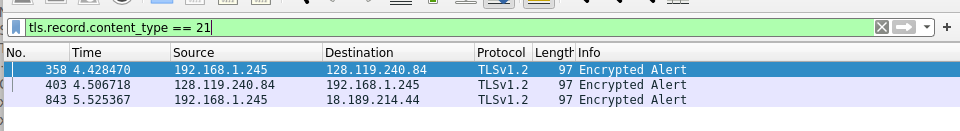 tls.record.content_type == 21
No. Time Source Destination Protocol Length Info
358 4.428470 192.168.1.245 128.119.240.84 TLSv1.2 97 Encrypted Alert
403 4.506718 128.119.240.84 192.168.1.245 TLSv1.2 97 Encrypted Alert
843 5.525367 192.168.1.245 18.189.214.44 TLSv1.2 97 Encrypted Alert